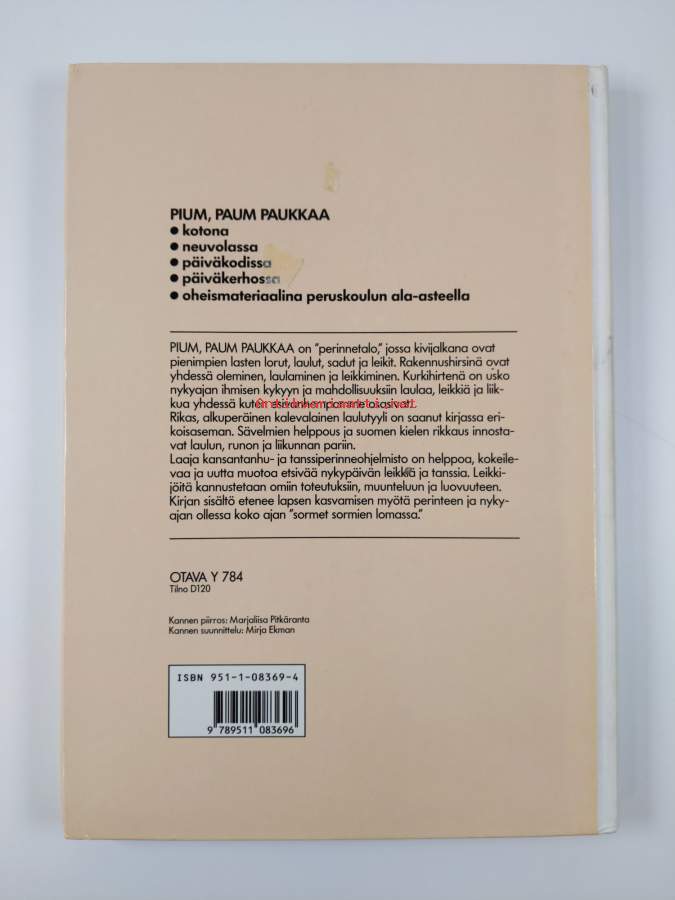 PIUM, PAUM PAUKKAA
● kotona
● neuvolassa
● päiväkodissa
● päiväkerhossa
● oheismateriaalina peruskoulun ala-asteella
PIUM, PAUM PAUKKAA on "perinnetalo," jossa kivijalkana ovat
pienimpien lasten lorut, laulut, sadut ja leikit. Rakennushirsinä ovat
yhdessä oleminen, laulaminen ja leikkiminen. Kurkihirtenä on usko
nykyajan ihmisen kykyyn ja mahdollisuuksiin laulaa, leikkiä ja liik-
kua yhdessä kuten esivanhempamme tekivät.
Antikvariaatti.net
Rikas, alkuperäinen kalevalainen laulutyyli on saanut kirjassa eri-
koisaseman. Sävelmien helppous ja suomen kielen rikkaus innosta-
vat laulun, runon ja liikunnan pariin.
Laaja kansantanhu- ja tanssiperinneohjelmisto on helppoa, kokeile-
vaa ja uutta muotoa etsivää nykypäivän leikkiä ja tanssia. Leikki-
jöitä kannustetaan omiin toteutuksiin, muunteluun ja luovuuteen.
Kirjan sisältö etenee lapsen kasvamisen myötä perinteen ja nyky-
ajan ollessa koko ajan "sormet sormien lomassa."
OTAVA Y 784
Tilno D120
Kannen piirros: Marjaliisa Pitkäranta
Kannen suunnittelu: Mirja Ekman
ISBN 951-1-08369-4
9 789511 083696